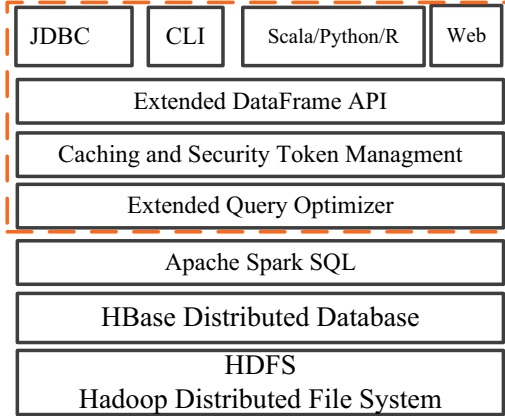 JDBC CLI Scala/Python/R Web
Extended DataFrame API
Caching and Security Token Managment
Extended Query Optimizer
Apache Spark SQL
HBase Distributed Database
HDFS
Hadoop Distributed File System